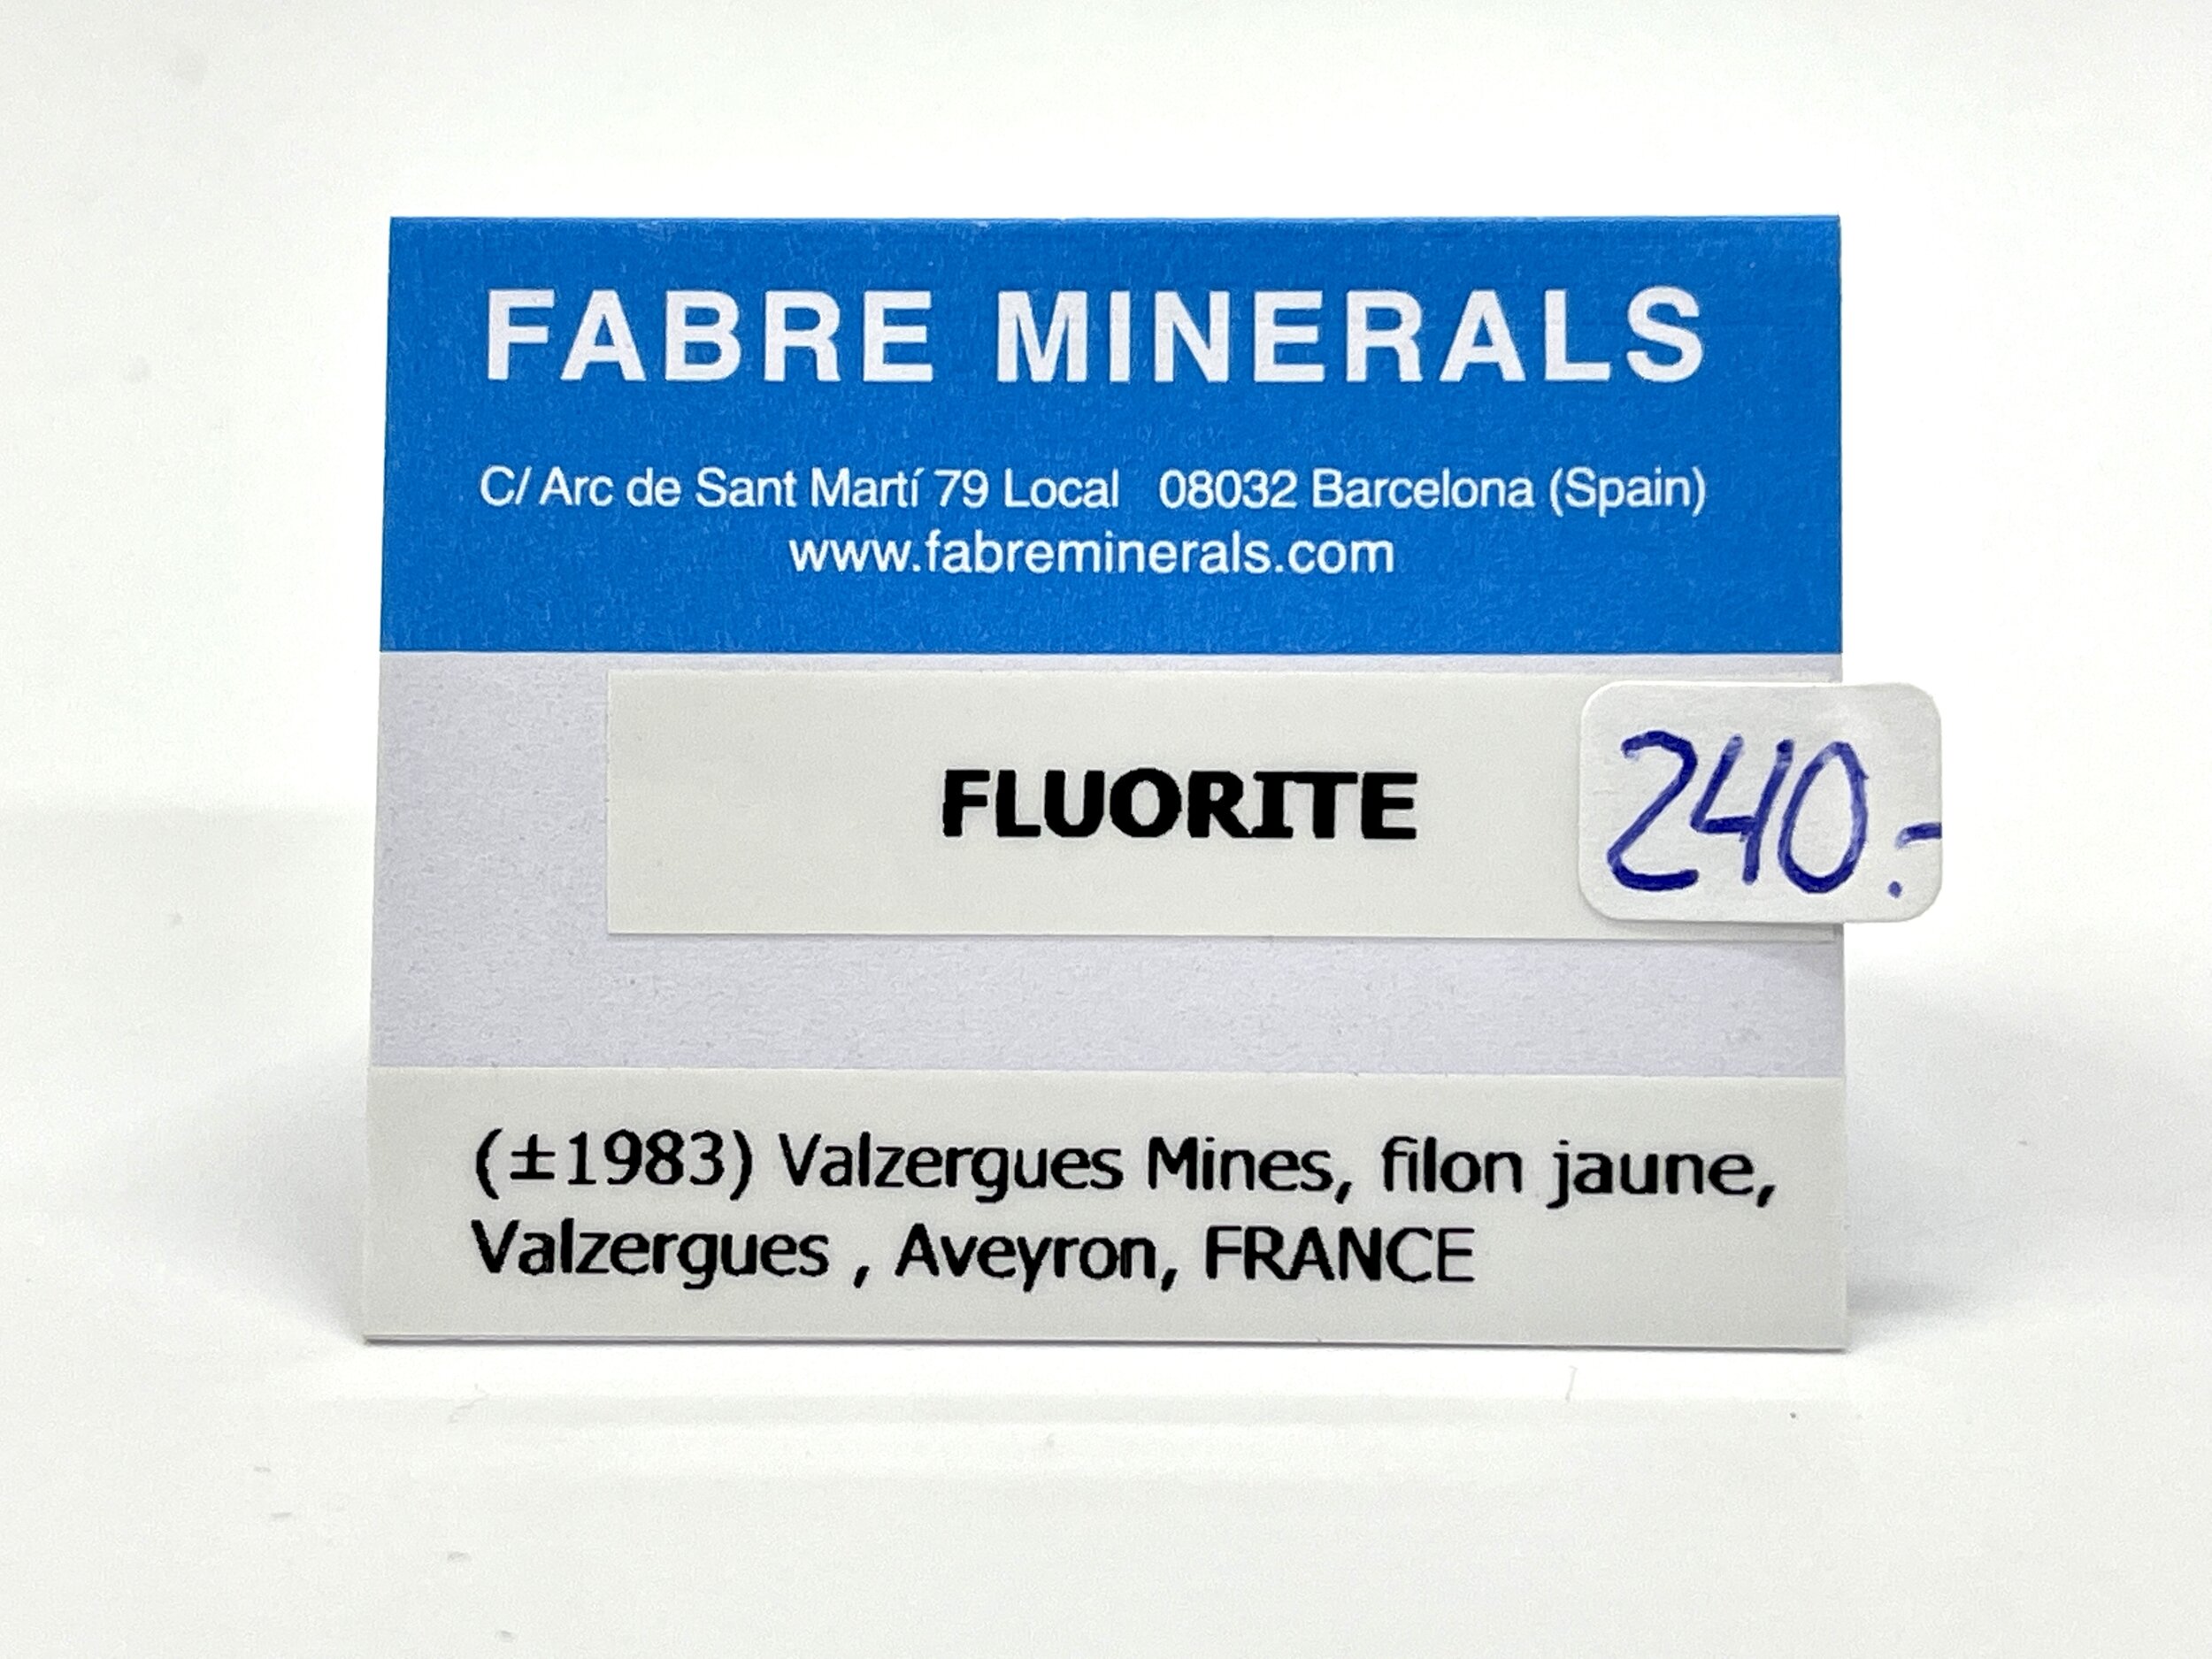 FABRE MINERALS
C/ Arc de Sant Martí 79 Local 08032 Barcelona (Spain)
www.fabreminerals.com
FLUORITE
240.-
(±1983) Valzergues Mines, filon jaune,
Valzergues , Aveyron, FRANCE